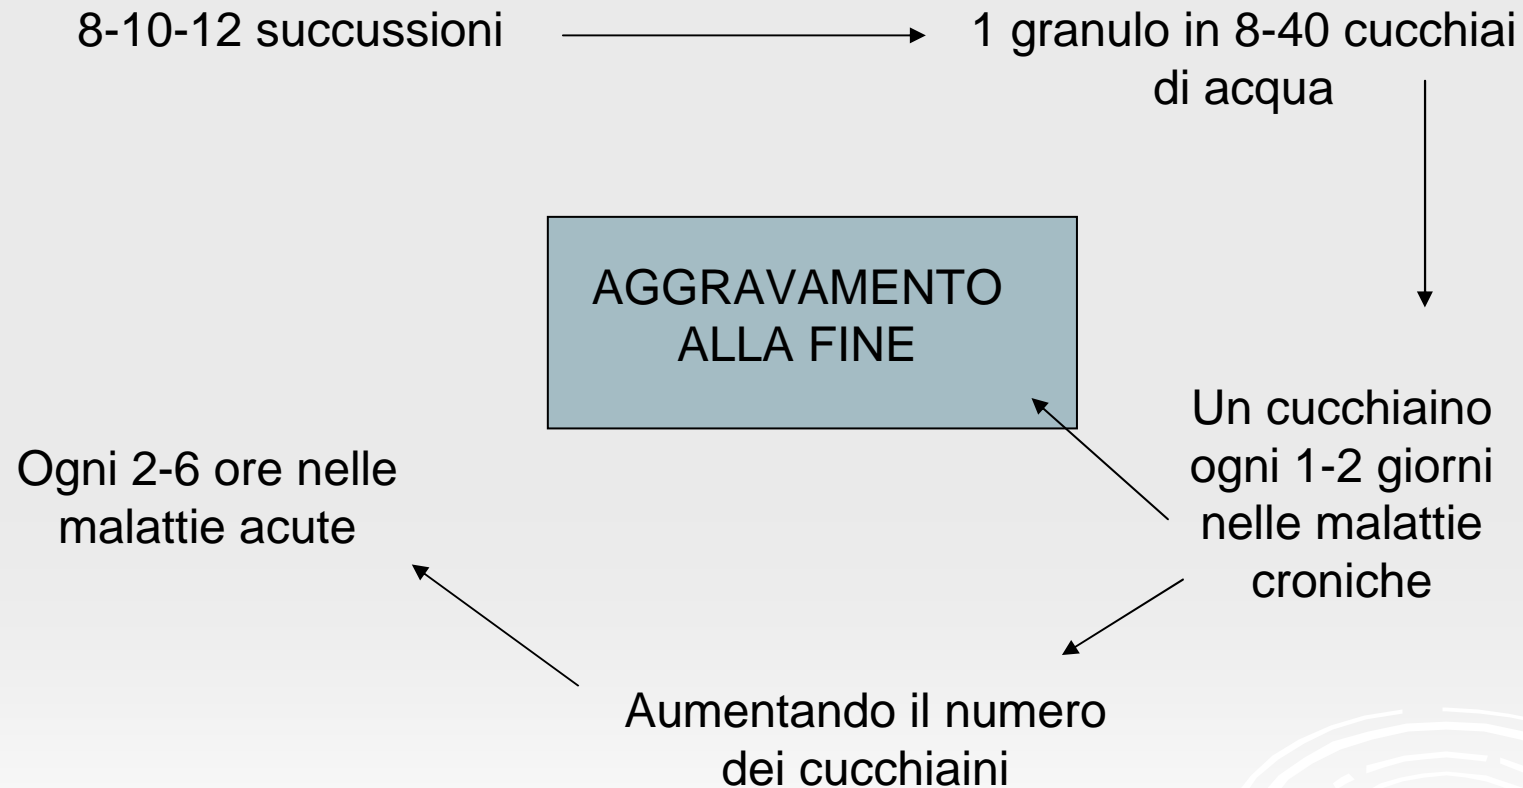 8-10-12 succussioni
1 granulo in 8-40 cucchiai
di acqua
AGGRAVAMENTO
ALLA FINE
Un cucchiaino
ogni 1-2 giorni
nelle malattie
croniche
Ogni 2-6 ore nelle
malattie acute
Aumentando il numero
dei cucchiaini